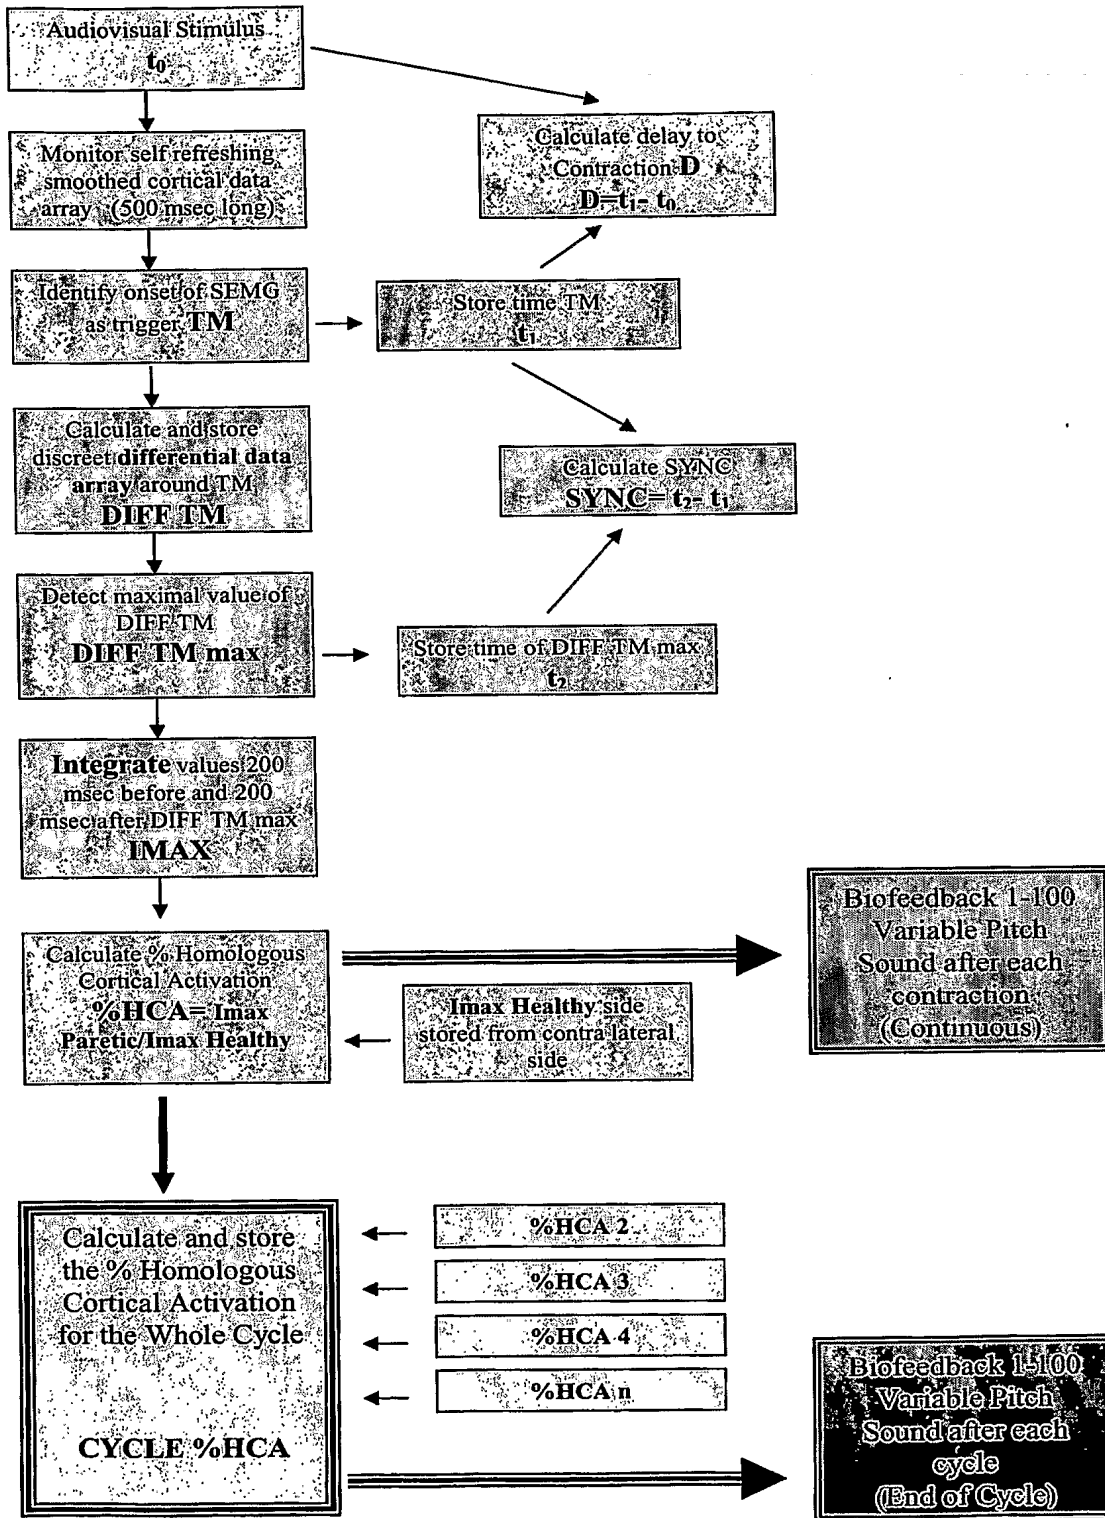 Audiovisual Stimulus
t0
Monitor self refreshing
smoothed cortical data
array (500 msec long)
Calculate delay to
Contraction D
D=t1- t0
Identify onset of SEMG
as trigger TM
Store time TM
t1
Calculate and store
discreet differential data
array around TM
DIFF TM
Calculate SYNC
SYNC= t2- t1
Detect maximal value of
DIFF TM
DIFF TM max
Store time of DIFF TM max
t2
Integrate values 200
msec before and 200
msec after DIFF TM max
IMAX
Calculate % Homologous
Cortical Activation
%HCA= Imax
Paretic/Imax Healthy
Imax Healthy side
stored from contra lateral
side
Biofeedback 1-100
Variable Pitch
Sound after each
contraction
(Continuous)
Calculate and store
the % Homologous
Cortical Activation
for the Whole Cycle
CYCLE %HCA
%HCA 2
%HCA 3
%HCA 4
%HCA n
Biofeedback 1-100
Variable Pitch
Sound after each
cycle
(End of Cycle)